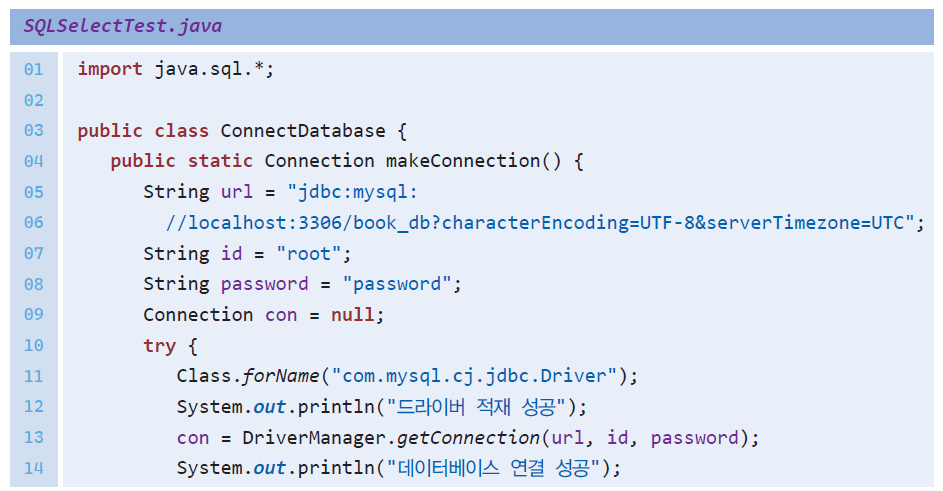 SQLSelectTest.java
01 import java.sql.*;
02
03 public class ConnectDatabase {
04 public static Connection makeConnection() {
05 String url = "jdbc:mysql:
06 //localhost:3306/book_db?characterEncoding=UTF-8&serverTimezone=UTC";
07 String id = "root";
08 String password = "password";
09 Connection con = null;
10 try {
11 Class.forName("com.mysql.cj.jdbc.Driver");
12 System.out.println("드라이버 적재 성공");
13 con = DriverManager.getConnection(url, id, password);
14 System.out.println("데이터베이스 연결 성공");